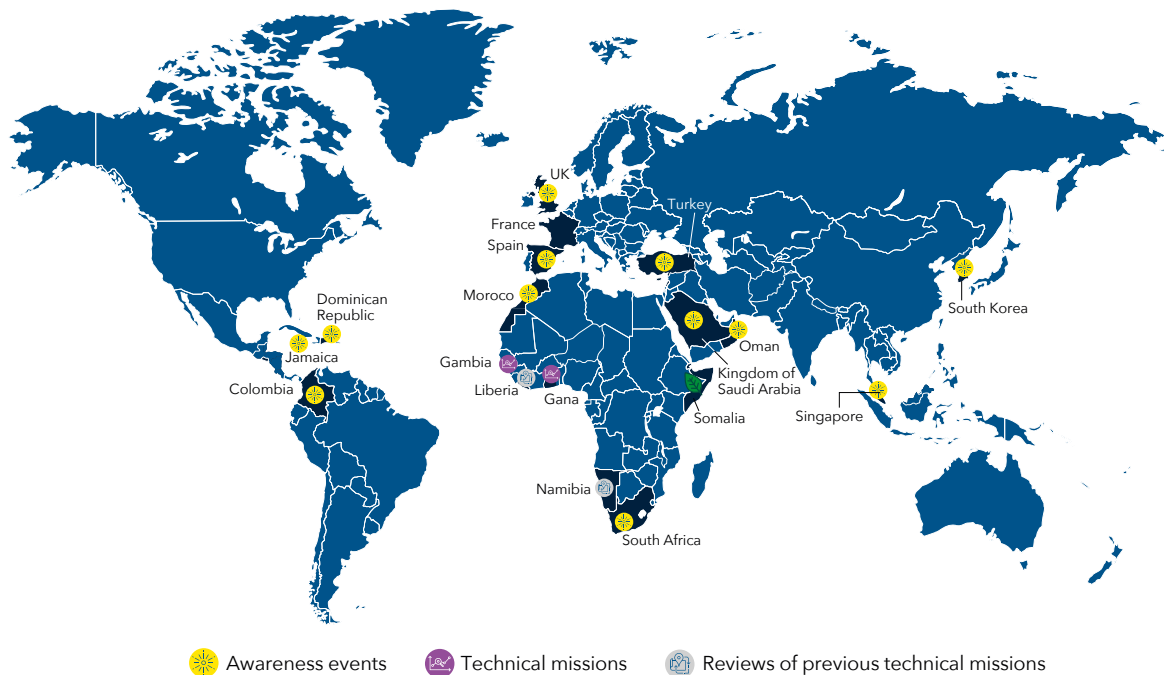 UK
Turkey
France
Spain
Moroco
South Korea
Dominican
Republic
Jamaica
Oman
Gambia
Kingdom of
Saudi Arabia
Colombia
Liberia
Gana
Somalia
Singapore
Namibia
South Africa
Awareness events
Technical missions
Reviews of previous technical missions